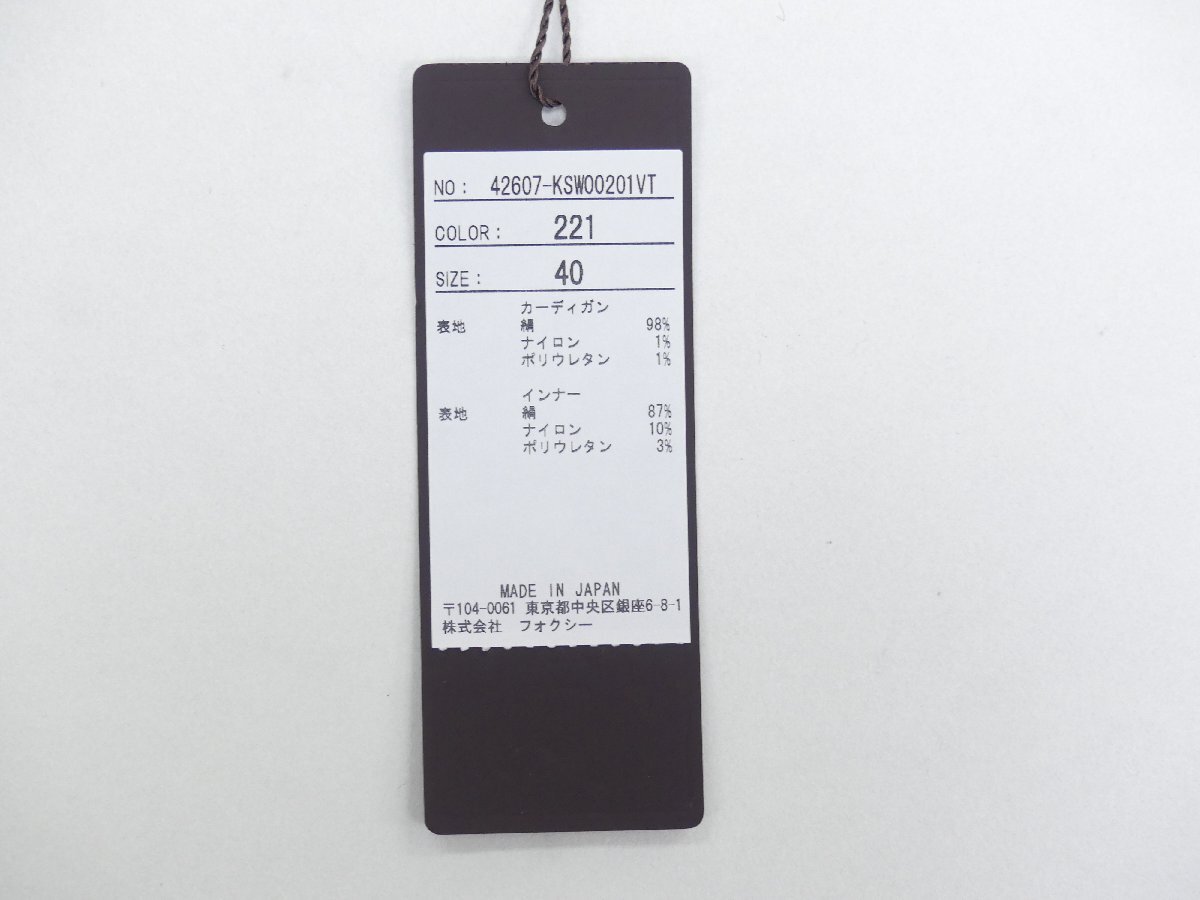 NO: 42607-KSW00201VT
COLOR: 221
SIZE: 40
カーディガン
表地 絹 98%
ナイロン 1%
ポリウレタン 1%
インナー
表地 絹 87%
ナイロン 10%
ポリウレタン 3%
MADE IN JAPAN
〒104-0061 東京都中央区銀座6-8-1
株式会社 フォクシー